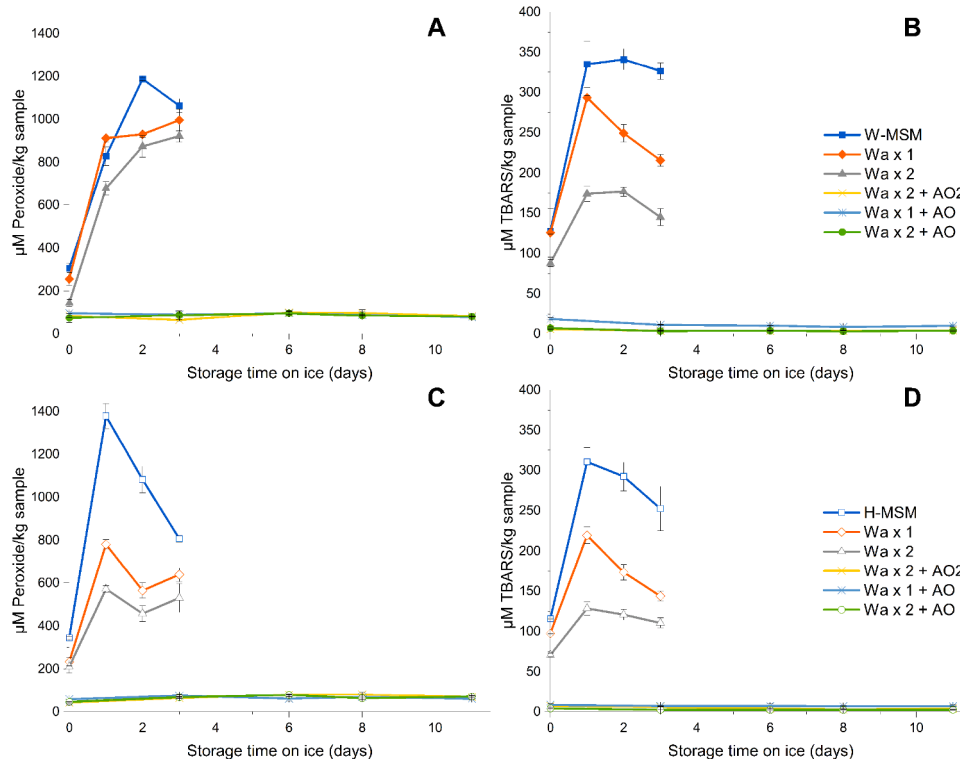 A
µM Peroxide/kg sample
1400
1200
1000
800
600
400
200
0
0 2 4 6 8 10
Storage time on ice (days)
B
µM TBARS/kg sample
350
300
250
200
150
100
50
0
0 2 4 6 8 10
Storage time on ice (days)
W-MSM
Wa x 1
Wa x 2
Wa x 2 + AO2
Wa x 1 + AO
Wa x 2 + AO
C
µM Peroxide/kg sample
1400
1200
1000
800
600
400
200
0
0 2 4 6 8 10
Storage time on ice (days)
D
µM TBARS/kg sample
400
350
300
250
200
150
100
50
0
0 2 4 6 8 10
Storage time on ice (days)
H-MSM
Wa x 1
Wa x 2
Wa x 2 + AO2
Wa x 1 + AO
Wa x 2 + AO